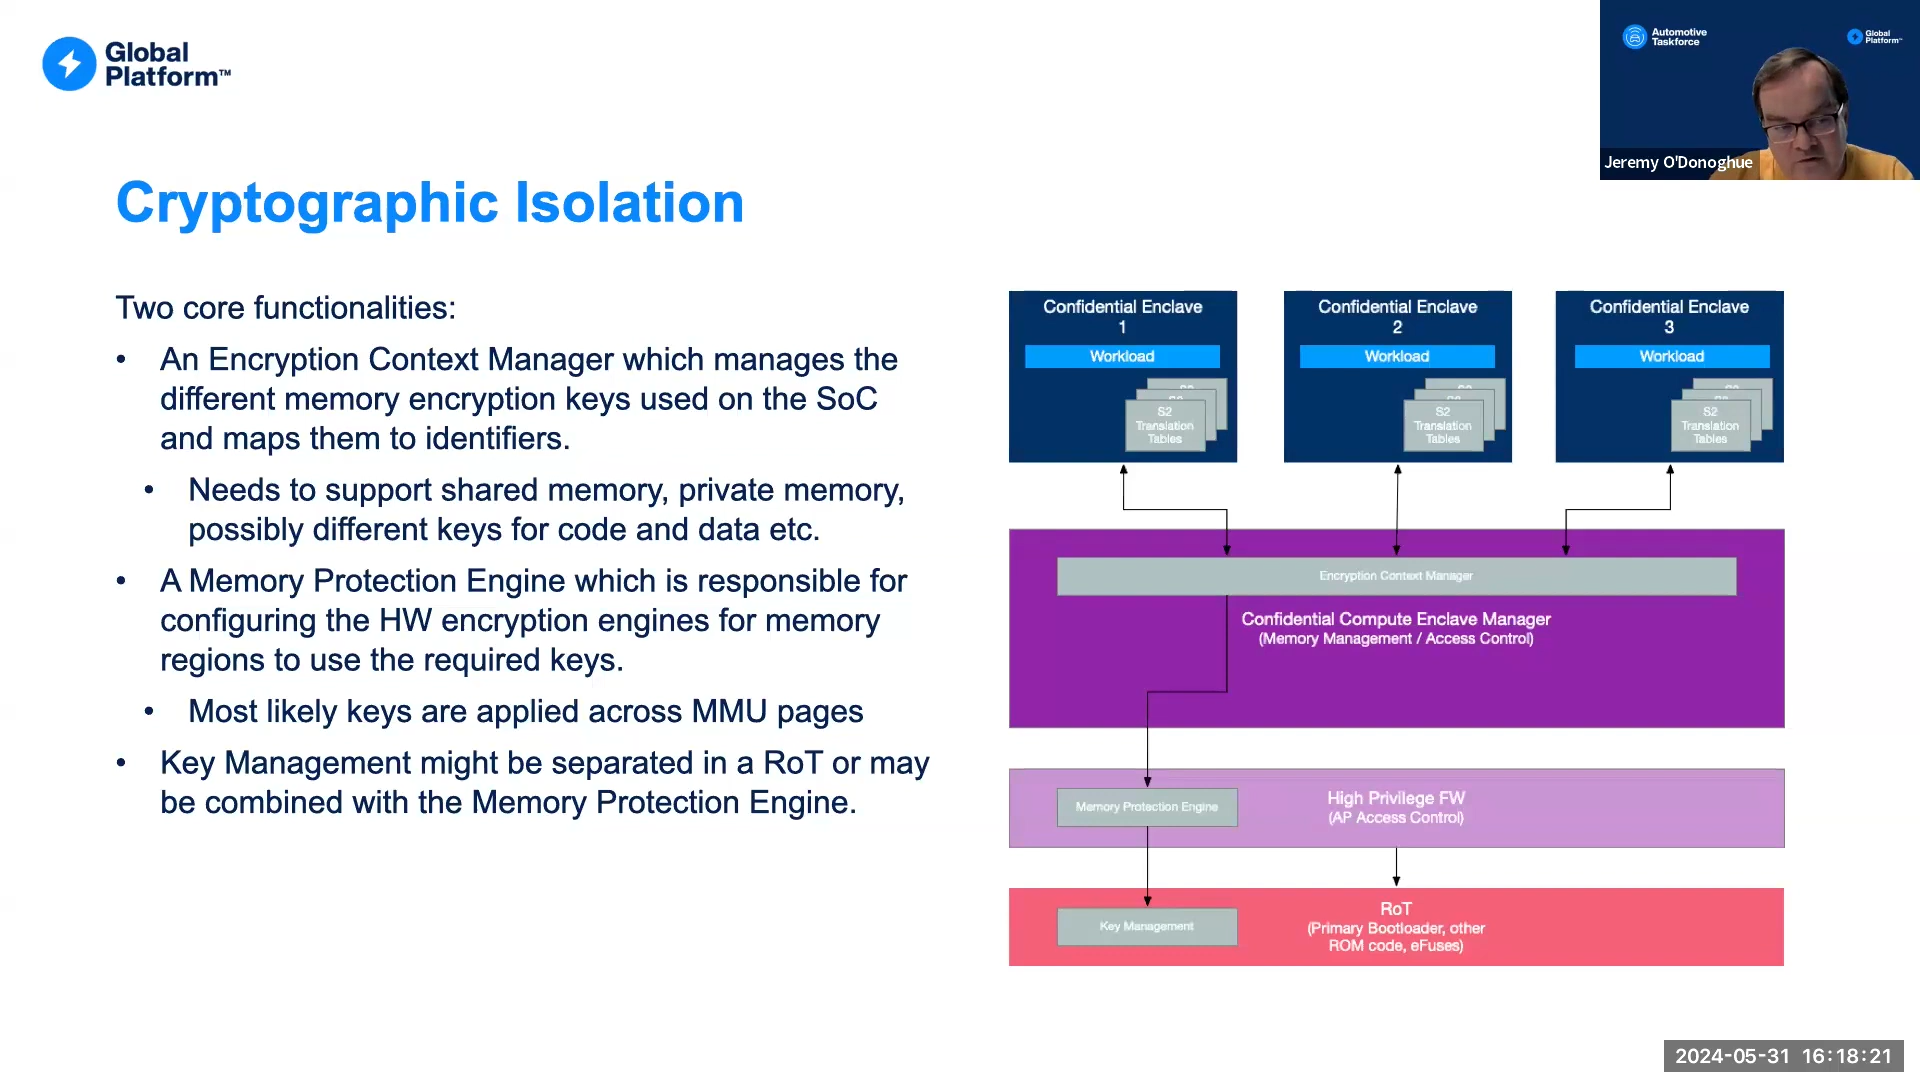 Global
Platform™
Automotive
Taskforce
Global
Platform™
Jeremy O'Donoghue
Cryptographic Isolation
Two core functionalities:
• An Encryption Context Manager which manages the
different memory encryption keys used on the SoC
and maps them to identifiers.
• Needs to support shared memory, private memory,
possibly different keys for code and data etc.
• A Memory Protection Engine which is responsible for
configuring the HW encryption engines for memory
regions to use the required keys.
• Most likely keys are applied across MMU pages
• Key Management might be separated in a RoT or may
be combined with the Memory Protection Engine.
Confidential Enclave
1
Workload
S2
Translation
Tables
Confidential Enclave
2
Workload
S2
Translation
Tables
Confidential Enclave
3
Workload
S2
Translation
Tables
Encryption Context Manager
Confidential Compute Enclave Manager
(Memory Management / Access Control)
Memory Protection Engine
High Privilege FW
(AP Access Control)
Key Management
RoT
(Primary Bootloader, other
ROM code, eFuses)
2024-05-31 16:18:21